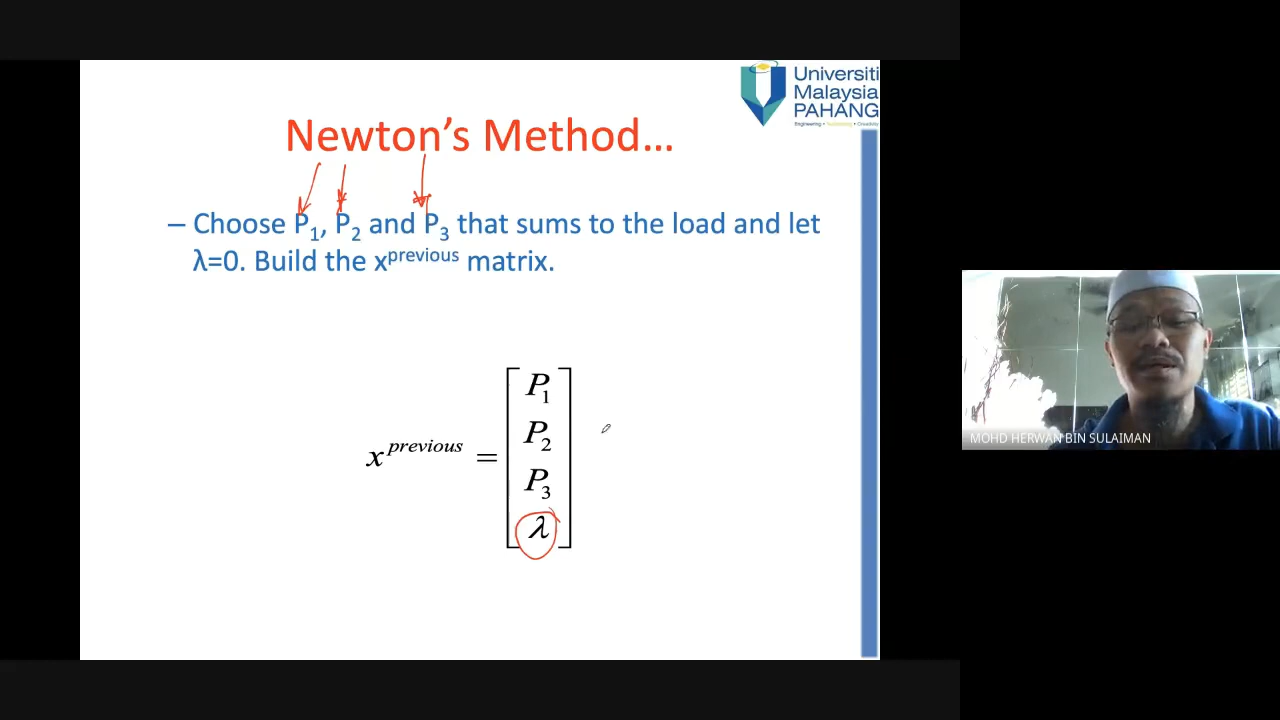 Universiti
Malaysia
PAHANG
Newton's Method...
– Choose P₁, P₂ and P₃ that sums to the load and let
λ=0. Build the xᵖʳᵉᵛⁱᵒᵘˢ matrix.
P₁
P₂
xᵖʳᵉᵛⁱᵒᵘˢ =
P₃
λ
MOHD HERWAN BIN SULAIMAN